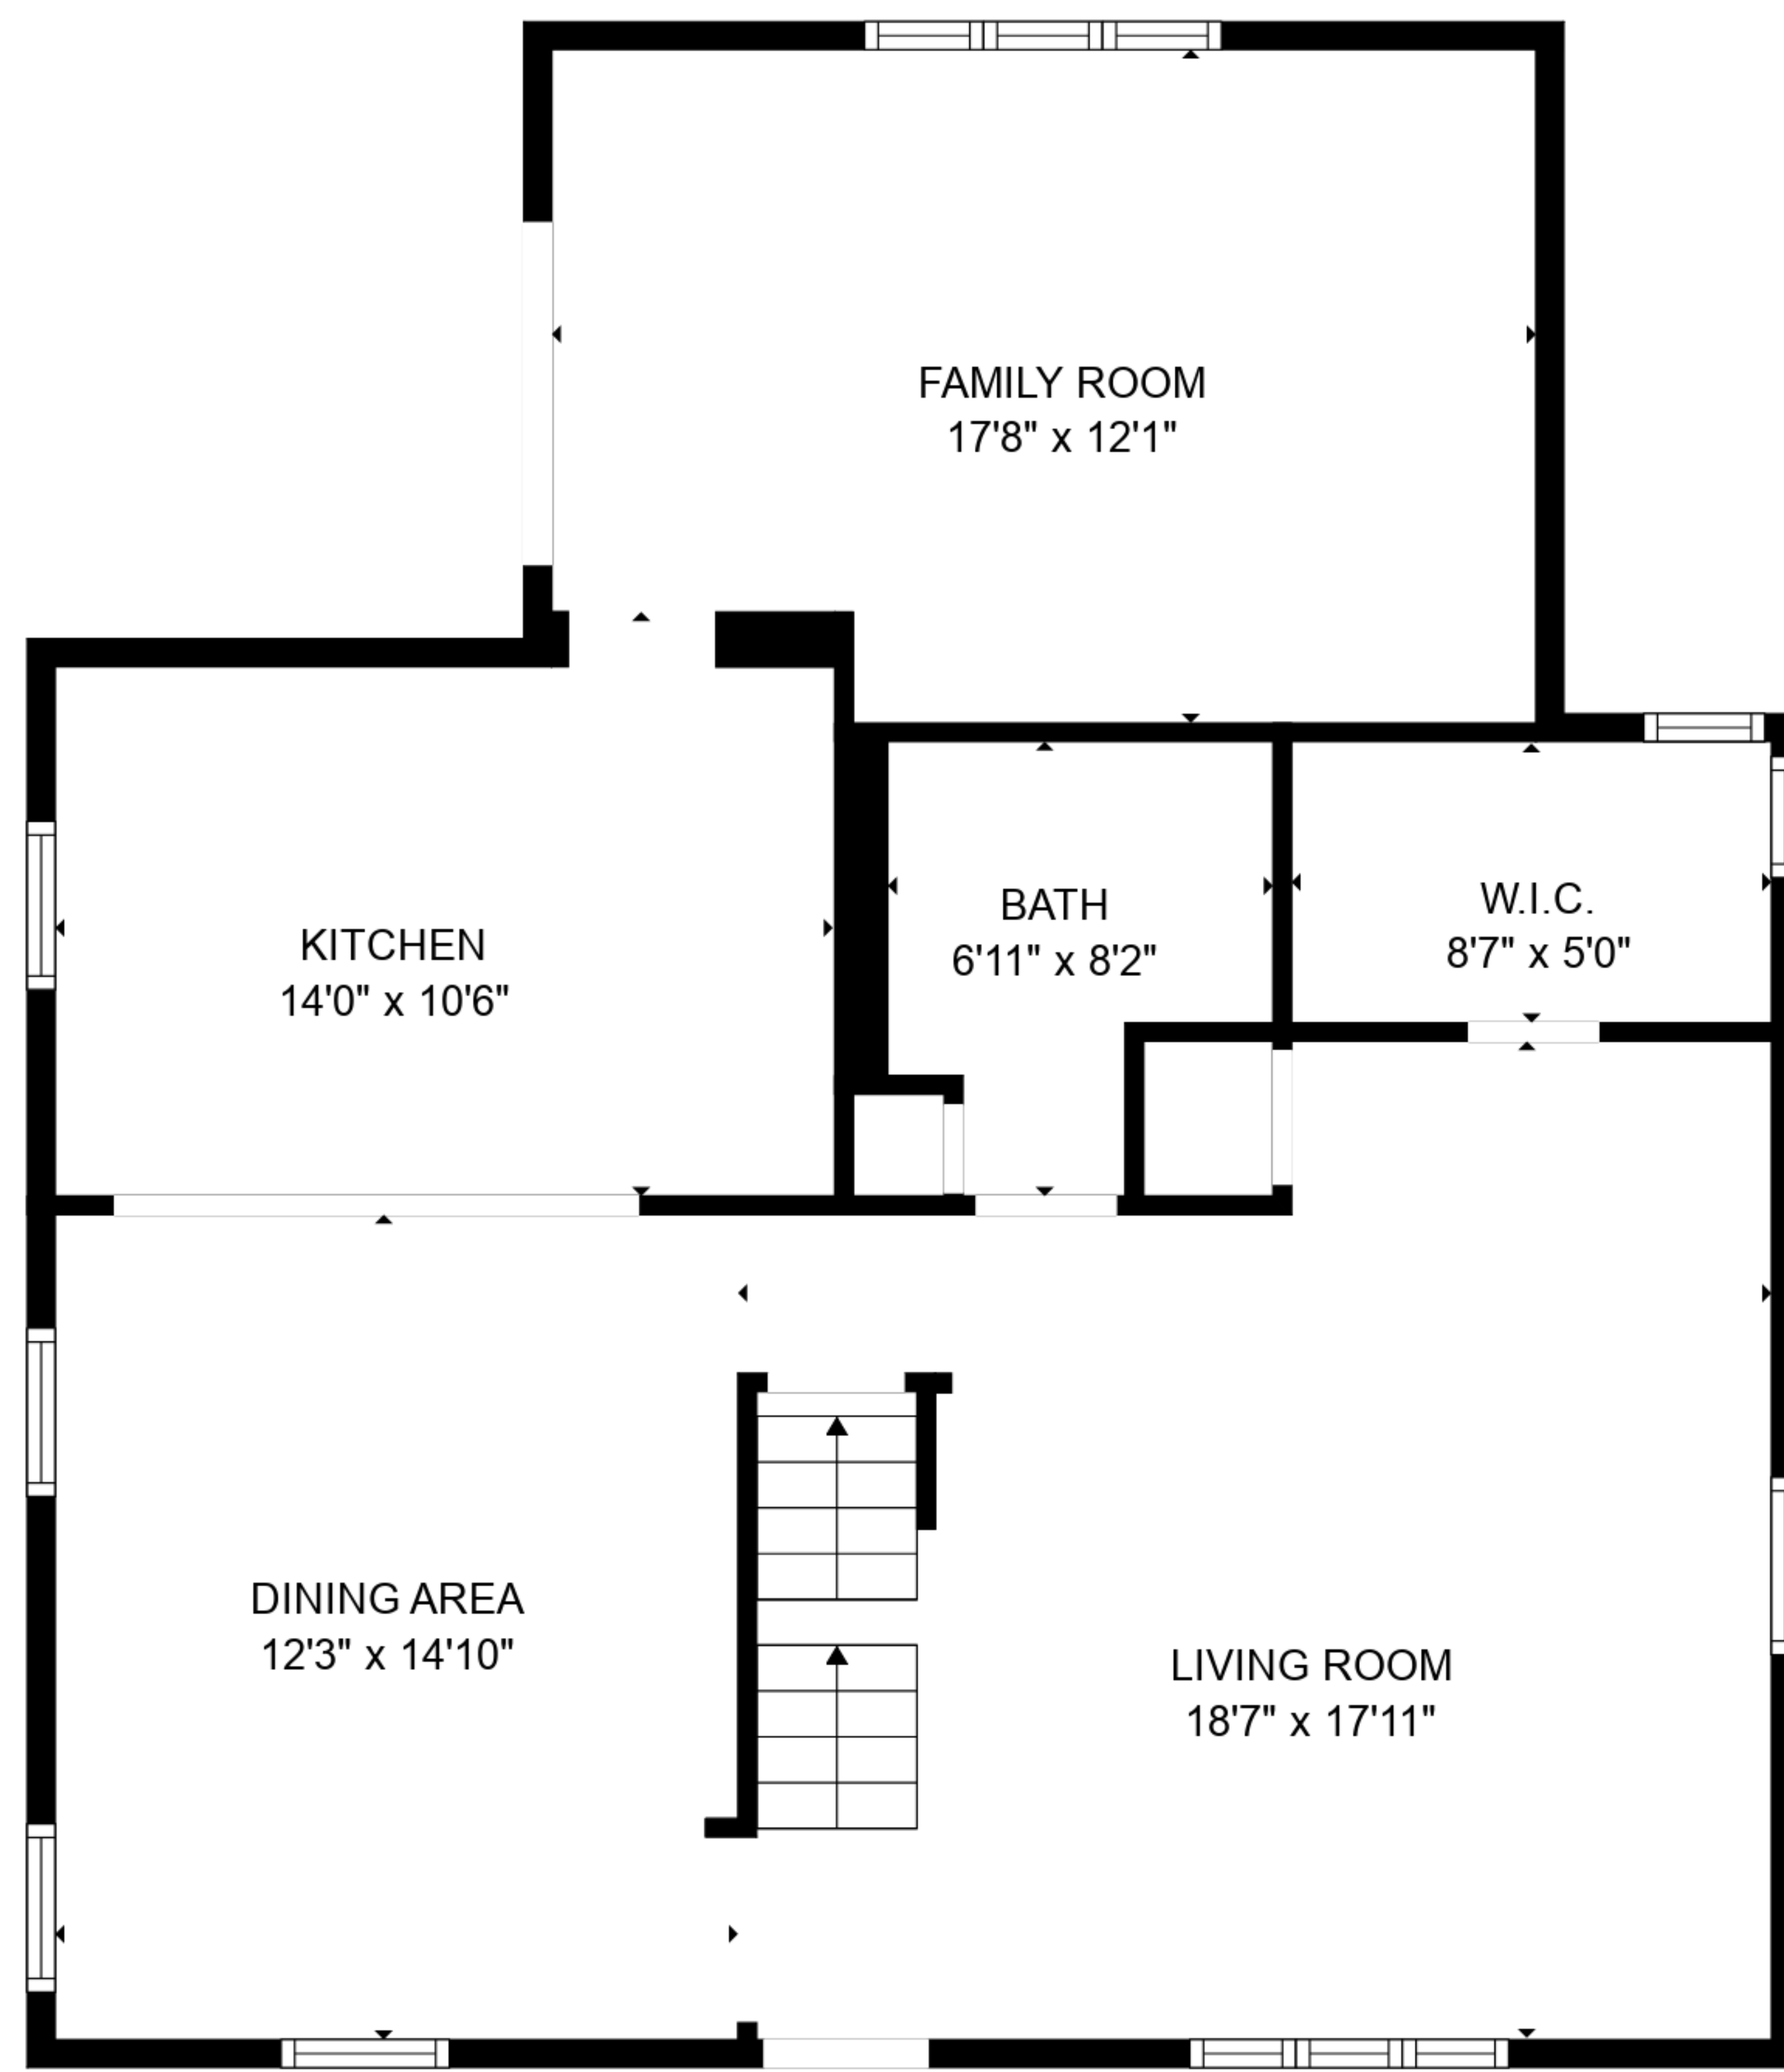 FAMILY ROOM
17'8" x 12'1"
BATH
6'11" x 8'2"
W.I.C.
8'7" x 5'0"
KITCHEN
14'0" x 10'6"
DINING AREA
12'3" x 14'10"
LIVING ROOM
18'7" x 17'11"